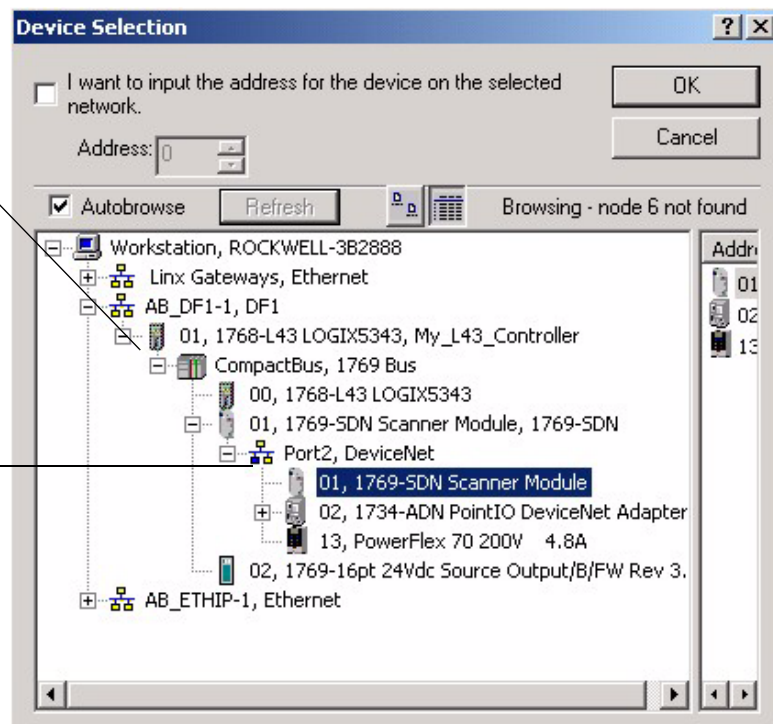 Device Selection
I want to input the address for the device on the selected
network.
OK
Cancel
Address: 0
Autobrowse
Refresh
Browsing - node 6 not found
Workstation, ROCKWELL-3B2888
Linx Gateways, Ethernet
AB_DF1-1, DF1
01, 1768-L43 LOGIX5343, My_L43_Controller
CompactBus, 1769 Bus
00, 1768-L43 LOGIX5343
01, 1769-SDN Scanner Module, 1769-SDN
Port2, DeviceNet
01, 1769-SDN Scanner Module
02, 1734-ADN PointIO DeviceNet Adapter
13, PowerFlex 70 200V 4.8A
02, 1769-16pt 24Vdc Source Output/B/FW Rev 3.
AB_ETHIP-1, Ethernet
Addr
01
02
13